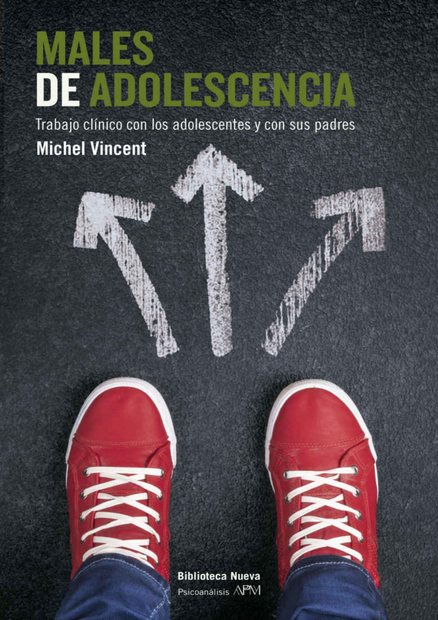 MALES
DE ADOLESCENCIA
Trabajo clínico con los adolescentes y con sus padres
Michel Vincent
Biblioteca Nueva
Psicoanálisis APM